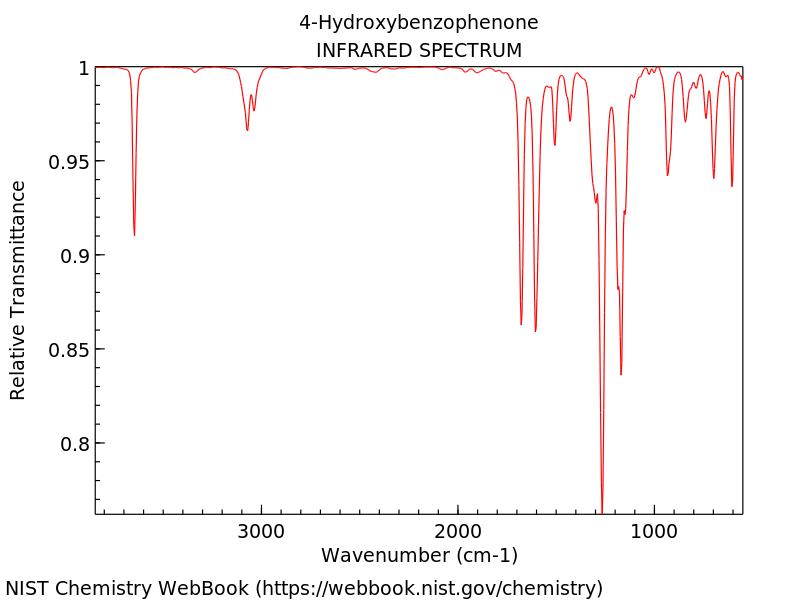 4-Hydroxybenzophenone
INFRARED SPECTRUM
1
0.95
0.9
0.85
0.8
Relative Transmittance
3000 2000 1000
Wavenumber (cm-1)
NIST Chemistry WebBook (https://webbook.nist.gov/chemistry)